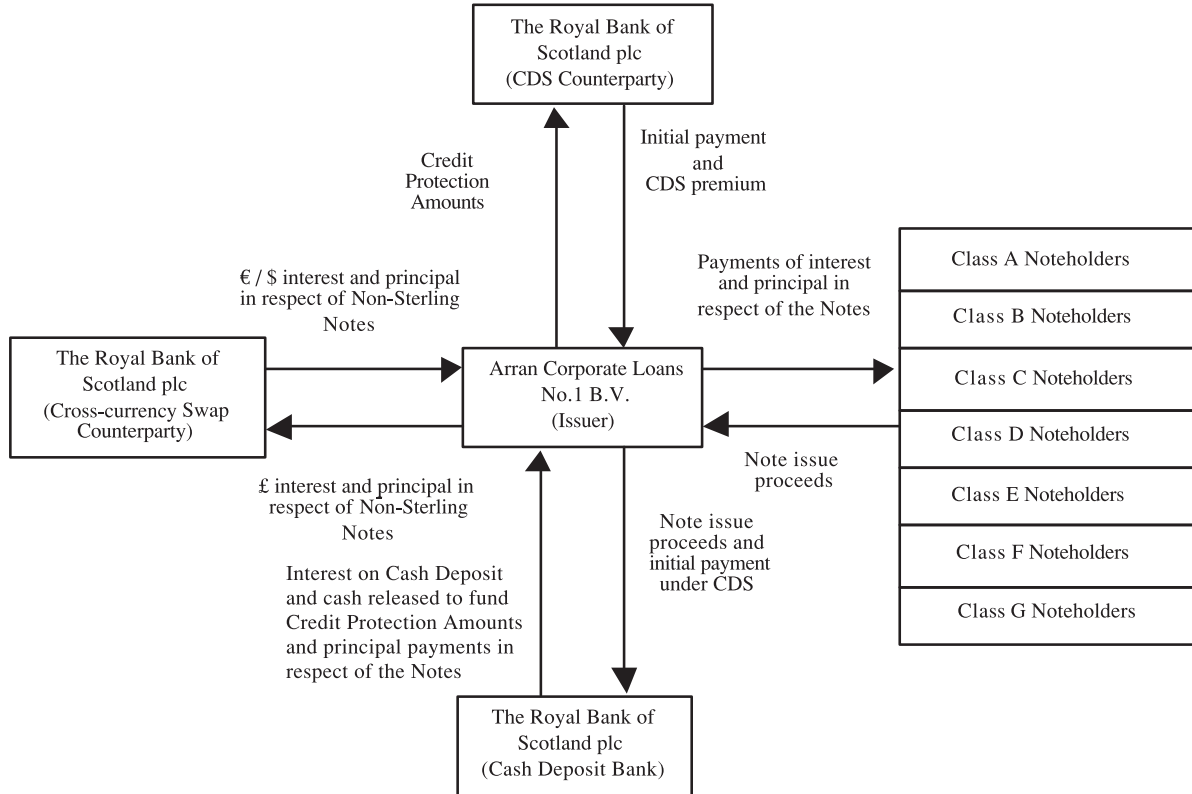 The Royal Bank of
Scotland plc
(CDS Counterparty)
Credit
Protection
Amounts
Initial payment
and
CDS premium
€ / $ interest and principal
in respect of Non-Sterling
Notes
Payments of interest
and principal in
respect of the Notes
The Royal Bank of
Scotland plc
(Cross-currency Swap
Counterparty)
Arran Corporate Loans
No.1 B.V.
(Issuer)
Class A Noteholders
Class B Noteholders
Class C Noteholders
Class D Noteholders
Class E Noteholders
Class F Noteholders
Class G Noteholders
£ interest and principal in
respect of Non-Sterling
Notes
Note issue
proceeds
Interest on Cash Deposit
and cash released to fund
Credit Protection Amounts
and principal payments in
respect of the Notes
Note issue
proceeds and
initial payment
under CDS
The Royal Bank of
Scotland plc
(Cash Deposit Bank)